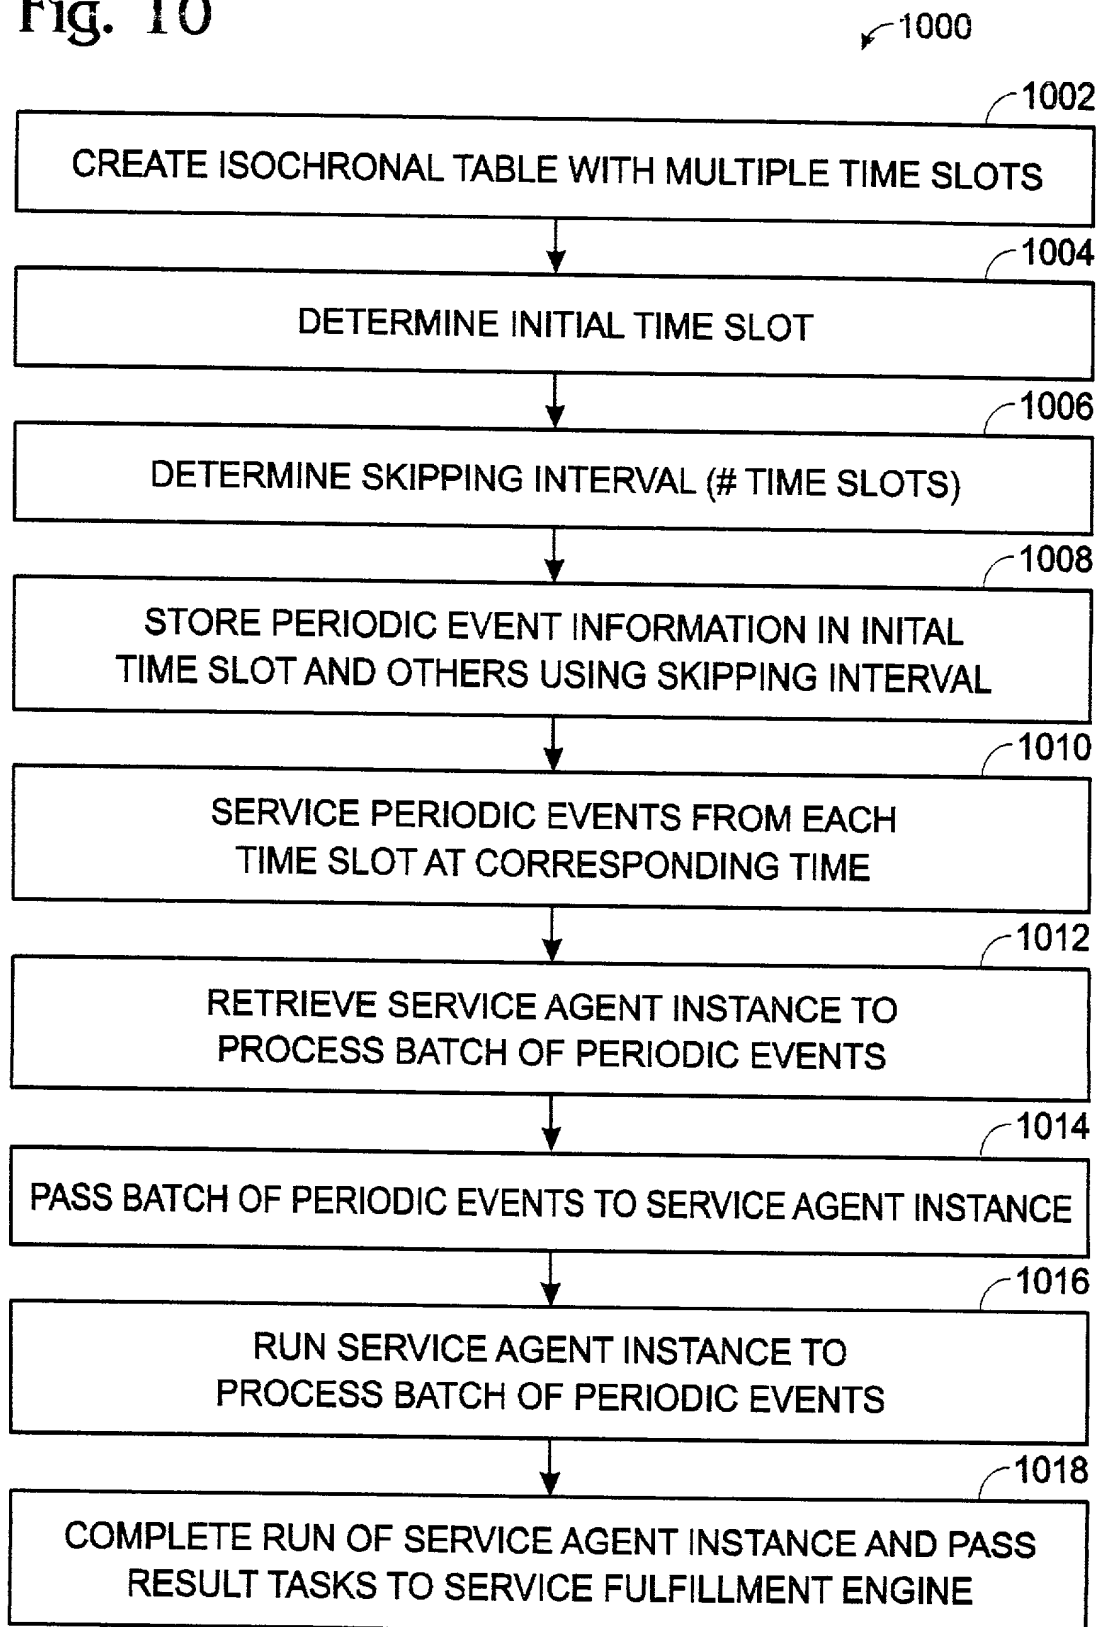 Fig. 10
1000
1002
CREATE ISOCHRONAL TABLE WITH MULTIPLE TIME SLOTS
1004
DETERMINE INITIAL TIME SLOT
1006
DETERMINE SKIPPING INTERVAL (# TIME SLOTS)
1008
STORE PERIODIC EVENT INFORMATION IN INITAL
TIME SLOT AND OTHERS USING SKIPPING INTERVAL
1010
SERVICE PERIODIC EVENTS FROM EACH
TIME SLOT AT CORRESPONDING TIME
1012
RETRIEVE SERVICE AGENT INSTANCE TO
PROCESS BATCH OF PERIODIC EVENTS
1014
PASS BATCH OF PERIODIC EVENTS TO SERVICE AGENT INSTANCE
1016
RUN SERVICE AGENT INSTANCE TO
PROCESS BATCH OF PERIODIC EVENTS
1018
COMPLETE RUN OF SERVICE AGENT INSTANCE AND PASS
RESULT TASKS TO SERVICE FULFILLMENT ENGINE